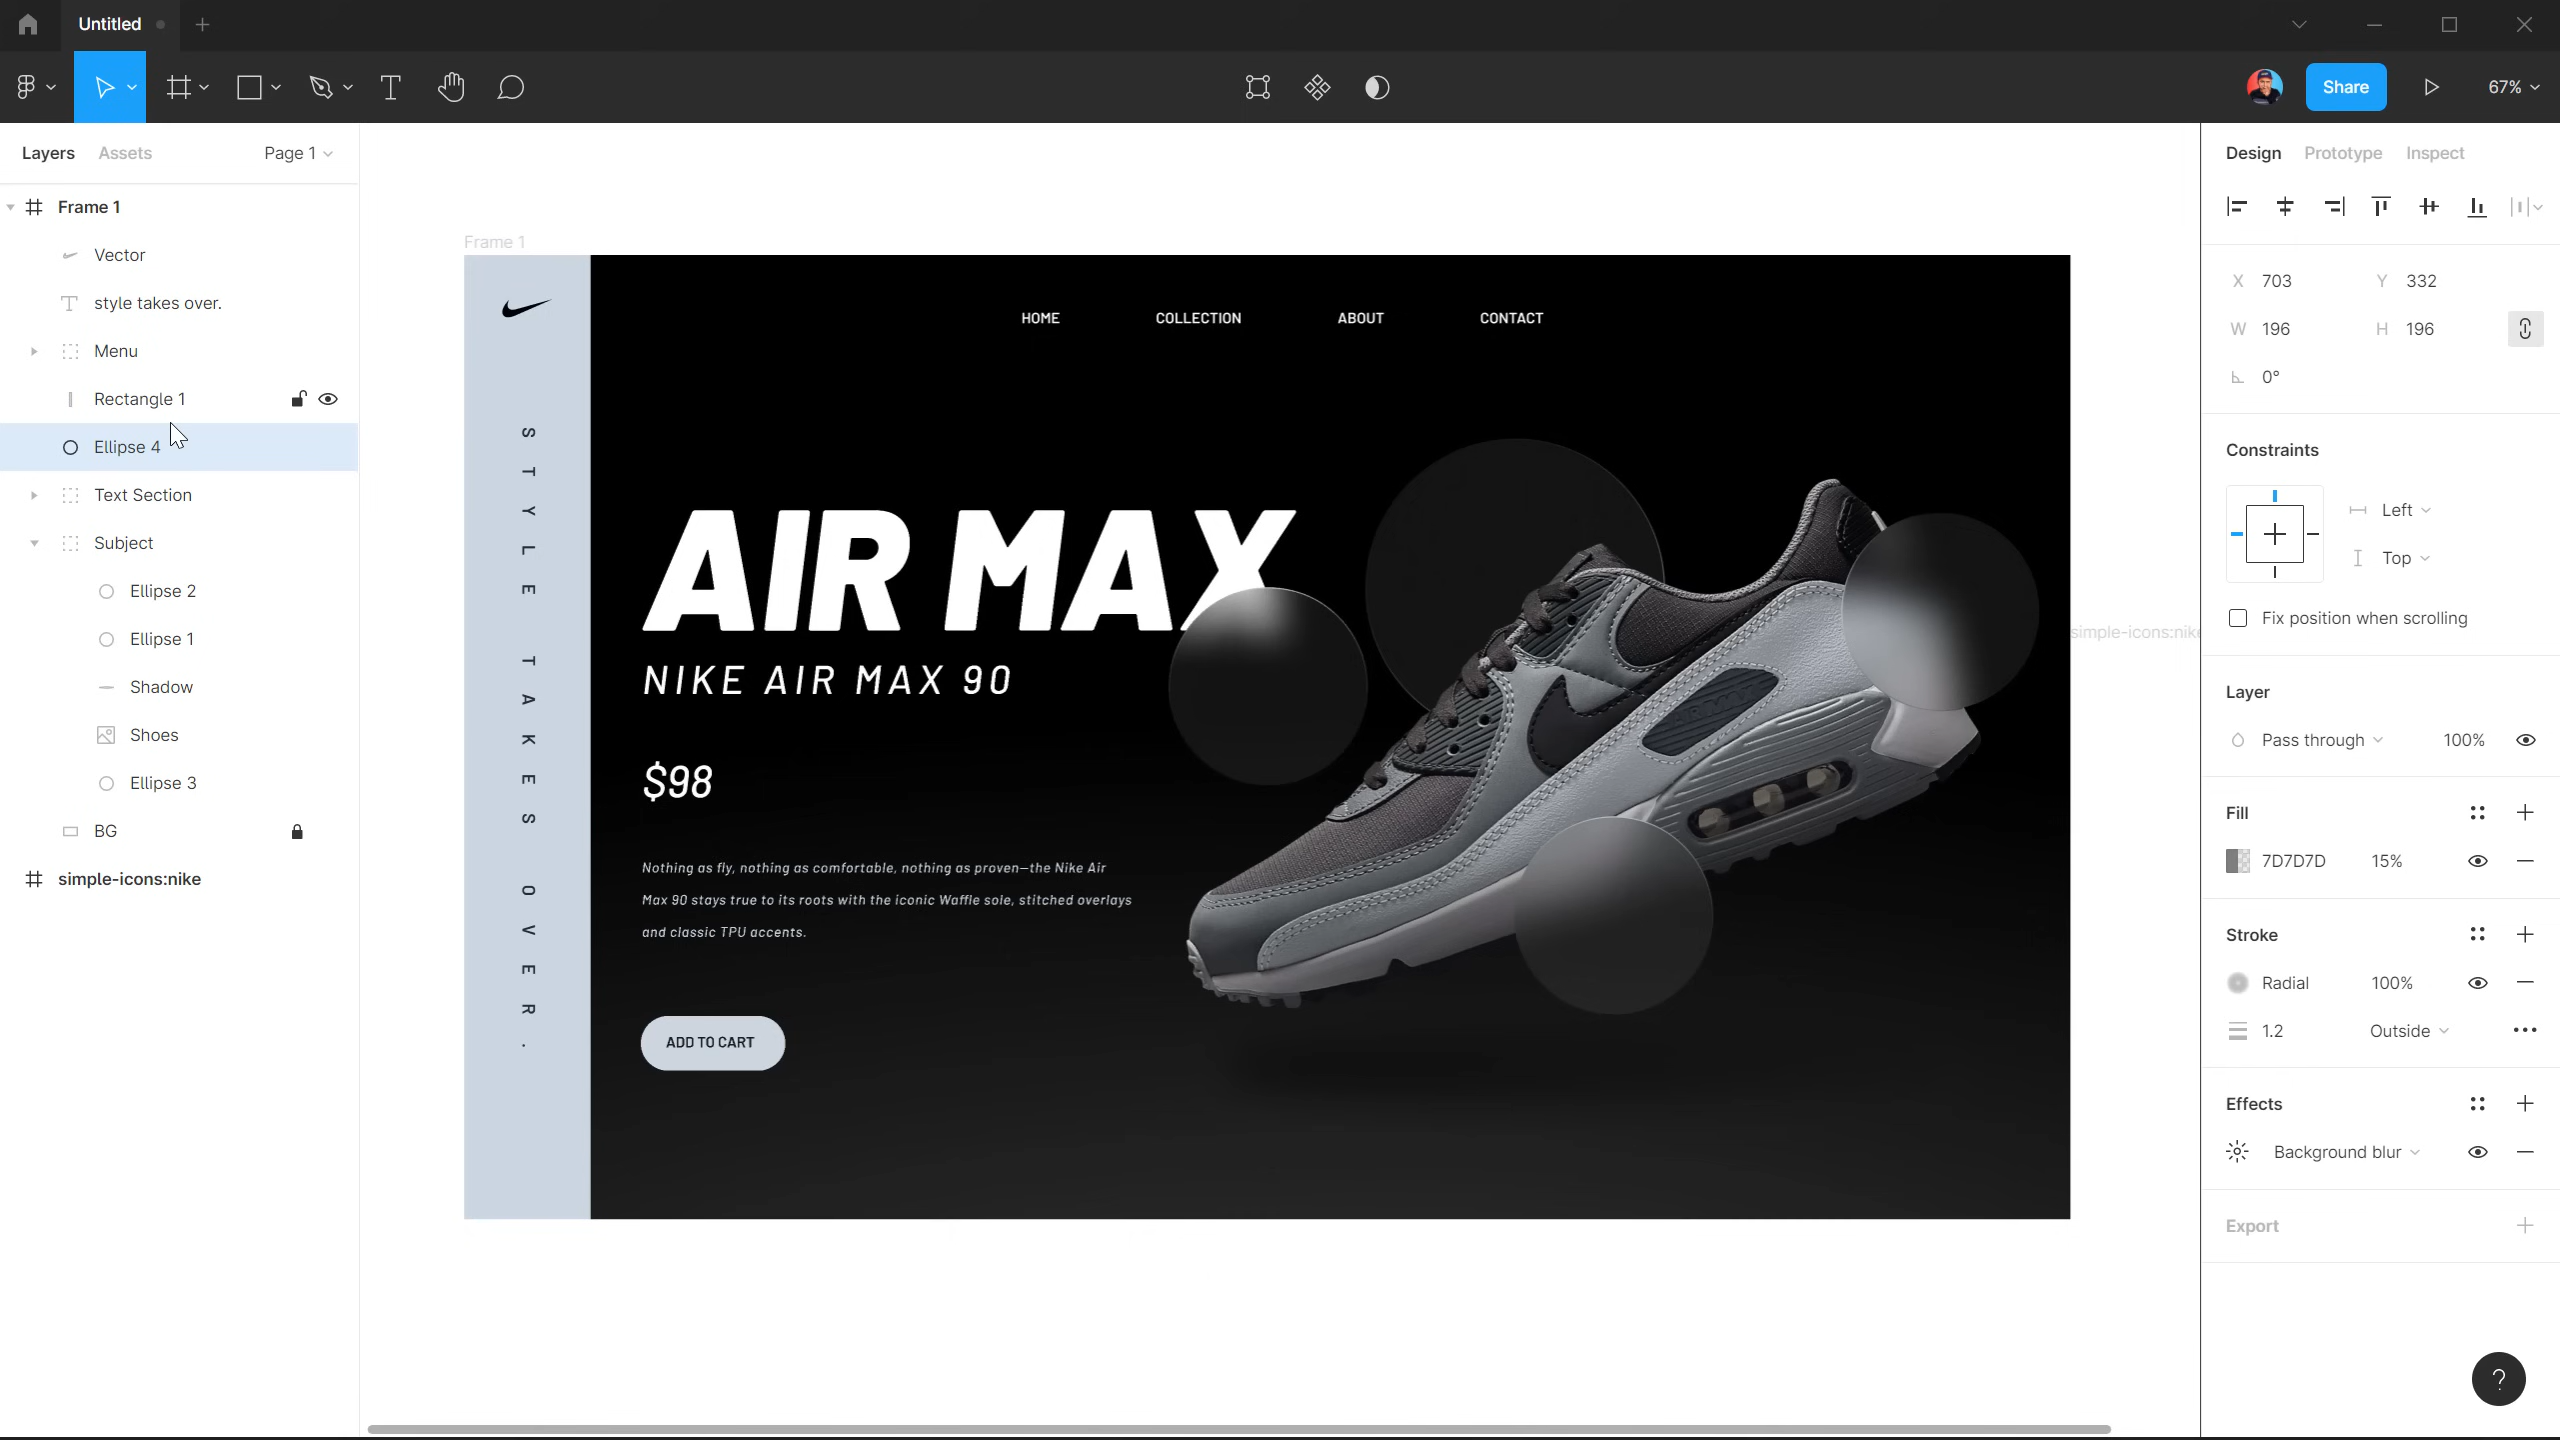 Untitled
Share
67%
Layers
Assets
Page 1
Frame 1
Vector
style takes over.
Menu
Rectangle 1
Ellipse 4
Text Section
Subject
Ellipse 2
Ellipse 1
Shadow
Shoes
Ellipse 3
BG
simple-icons:nike
Frame 1
STYLE TAKES OVER.
HOME
COLLECTION
ABOUT
CONTACT
AIR MAX
NIKE AIR MAX 90
$98
Nothing as fly, nothing as comfortable, nothing as proven—the Nike Air
Max 90 stays true to its roots with the iconic Waffle sole, stitched overlays
and classic TPU accents.
ADD TO CART
AIR MAX
simple-icons:nike
Design
Prototype
Inspect
X 703
Y 332
W 196
H 196
0°
Constraints
Left
Top
Fix position when scrolling
Layer
Pass through
100%
Fill
7D7D7D
15%
Stroke
Radial
100%
1.2
Outside
Effects
Background blur
Export
?